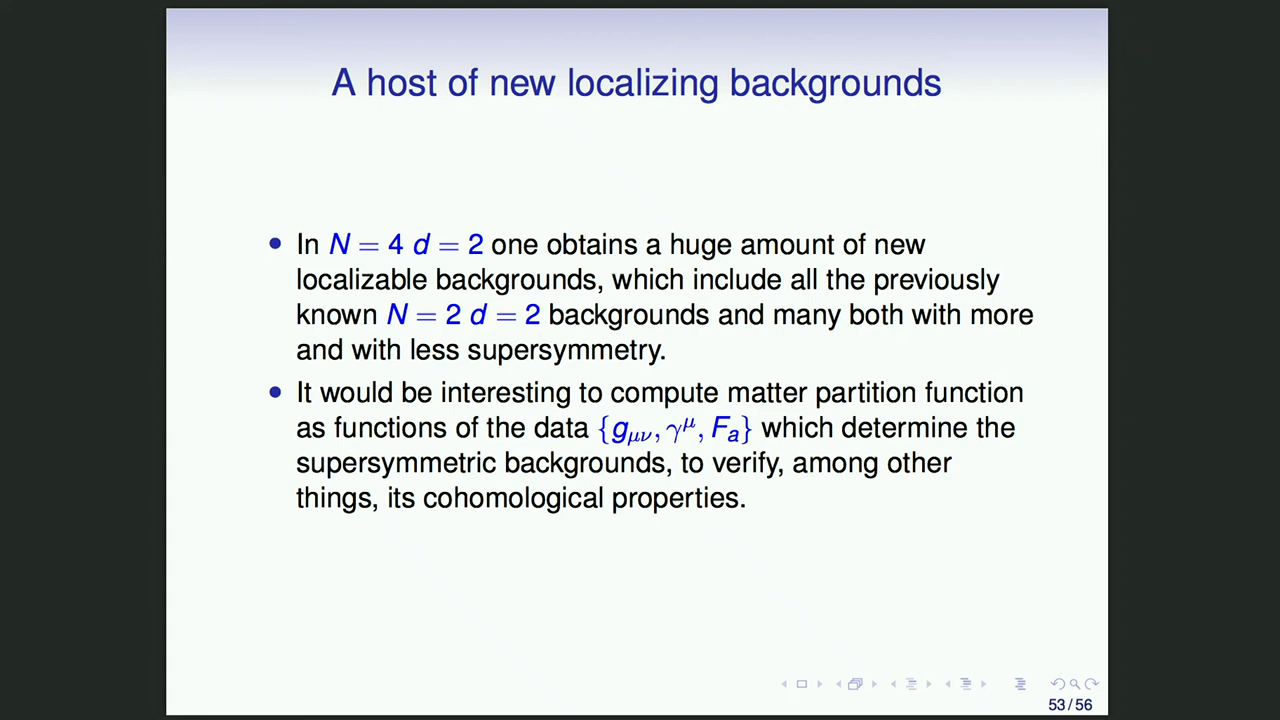 A host of new localizing backgrounds
• In N = 4 d = 2 one obtains a huge amount of new
localizable backgrounds, which include all the previously
known N = 2 d = 2 backgrounds and many both with more
and with less supersymmetry.
• It would be interesting to compute matter partition function
as functions of the data {g_{μν}, γ^μ, F_a} which determine the
supersymmetric backgrounds, to verify, among other
things, its cohomological properties.
53 / 56